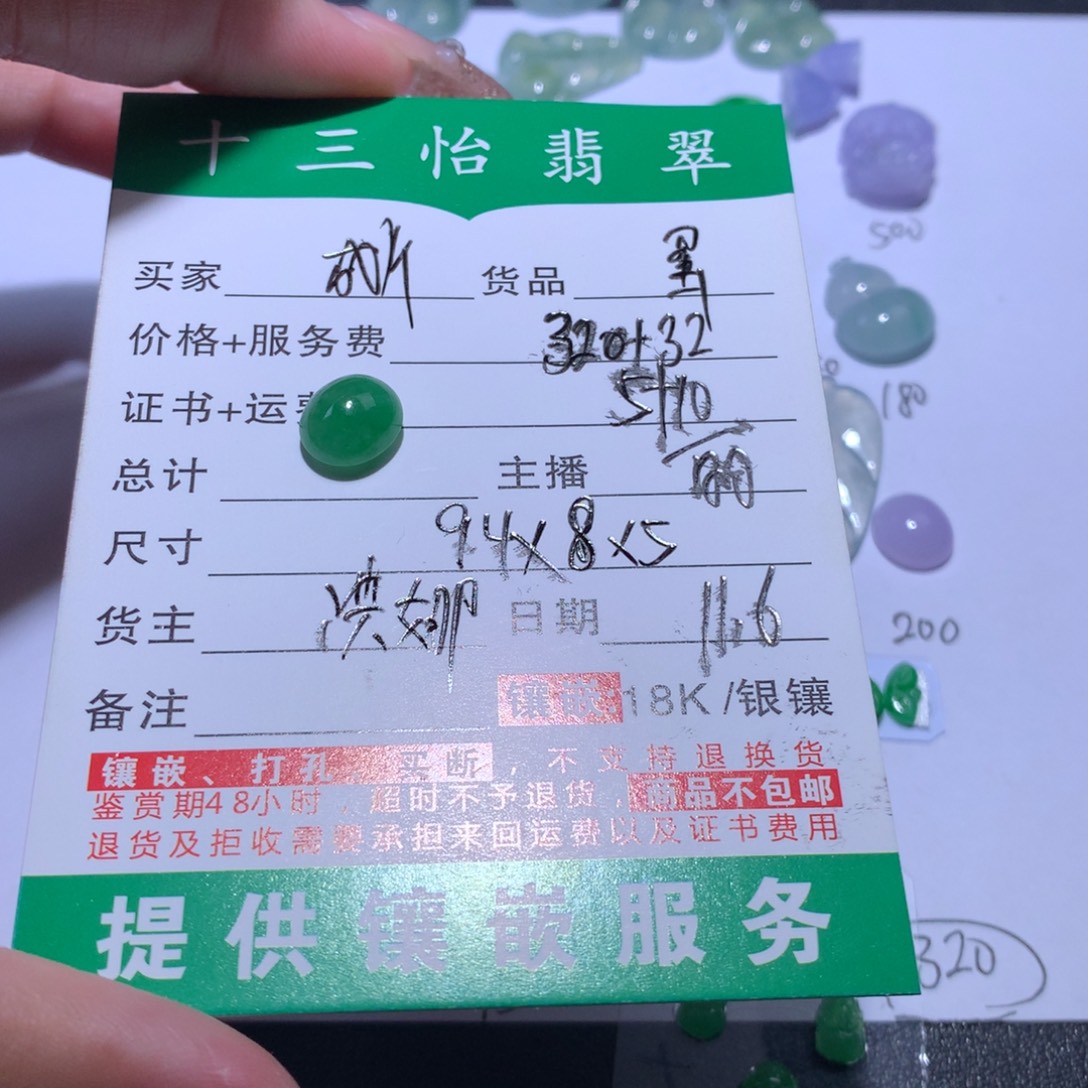 十三怡翡翠
买家 货品
价格+服务费 320+32
证书+运 5+10
总计 主播
尺寸 9.4x8x5
货主 洪娜 日期 11.6
备注 镶嵌:18K/银镶
镶嵌、打孔、买断，不支持退换货
鉴赏期48小时，超时不予退货，商品不包邮
退货及拒收需要承担来回运费以及证书费用
提供镶嵌服务
500
180
200
320